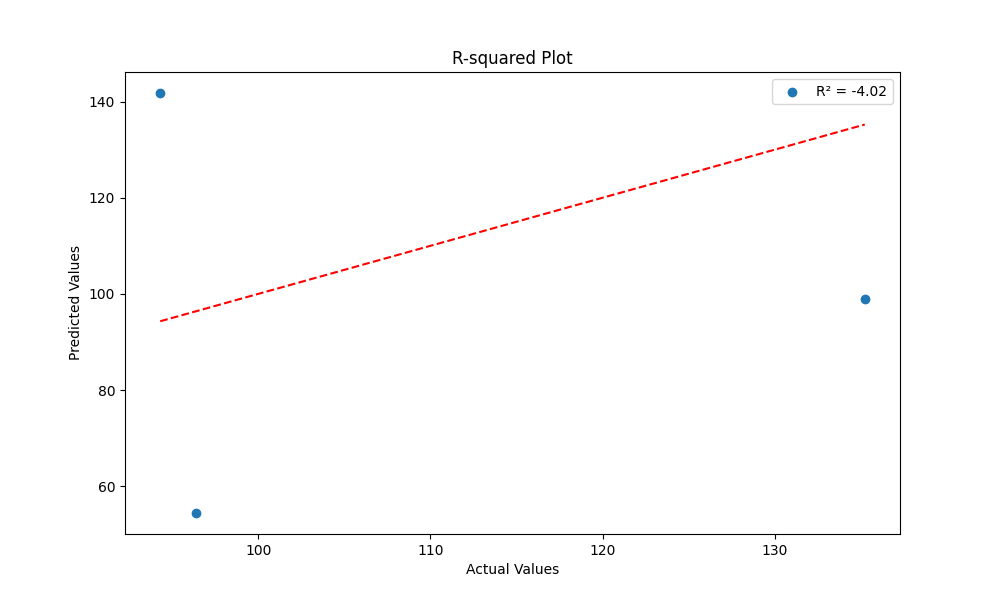 R-squared Plot
R² = -4.02
140
120
100
80
60
Predicted Values
100
110
120
130
Actual Values